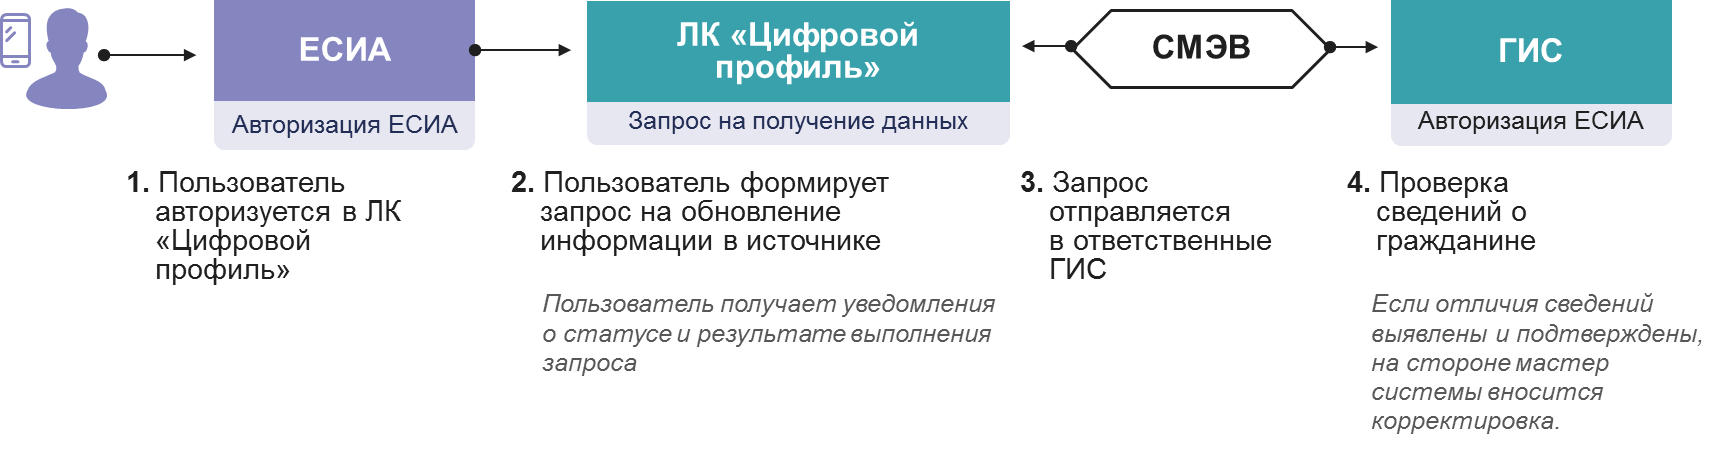 ЕСИА
Авторизация ЕСИА
ЛК «Цифровой
профиль»
Запрос на получение данных
СМЭВ
ГИС
Авторизация ЕСИА
1. Пользователь
авторизуется в ЛК
«Цифровой
профиль»
2. Пользователь формирует
запрос на обновление
информации в источнике
Пользователь получает уведомления
о статусе и результате выполнения
запроса
3. Запрос
отправляется
в ответственные
ГИС
4. Проверка
сведений о
гражданине
Если отличия сведений
выявлены и подтверждены,
на стороне мастер
системы вносится
корректировка.